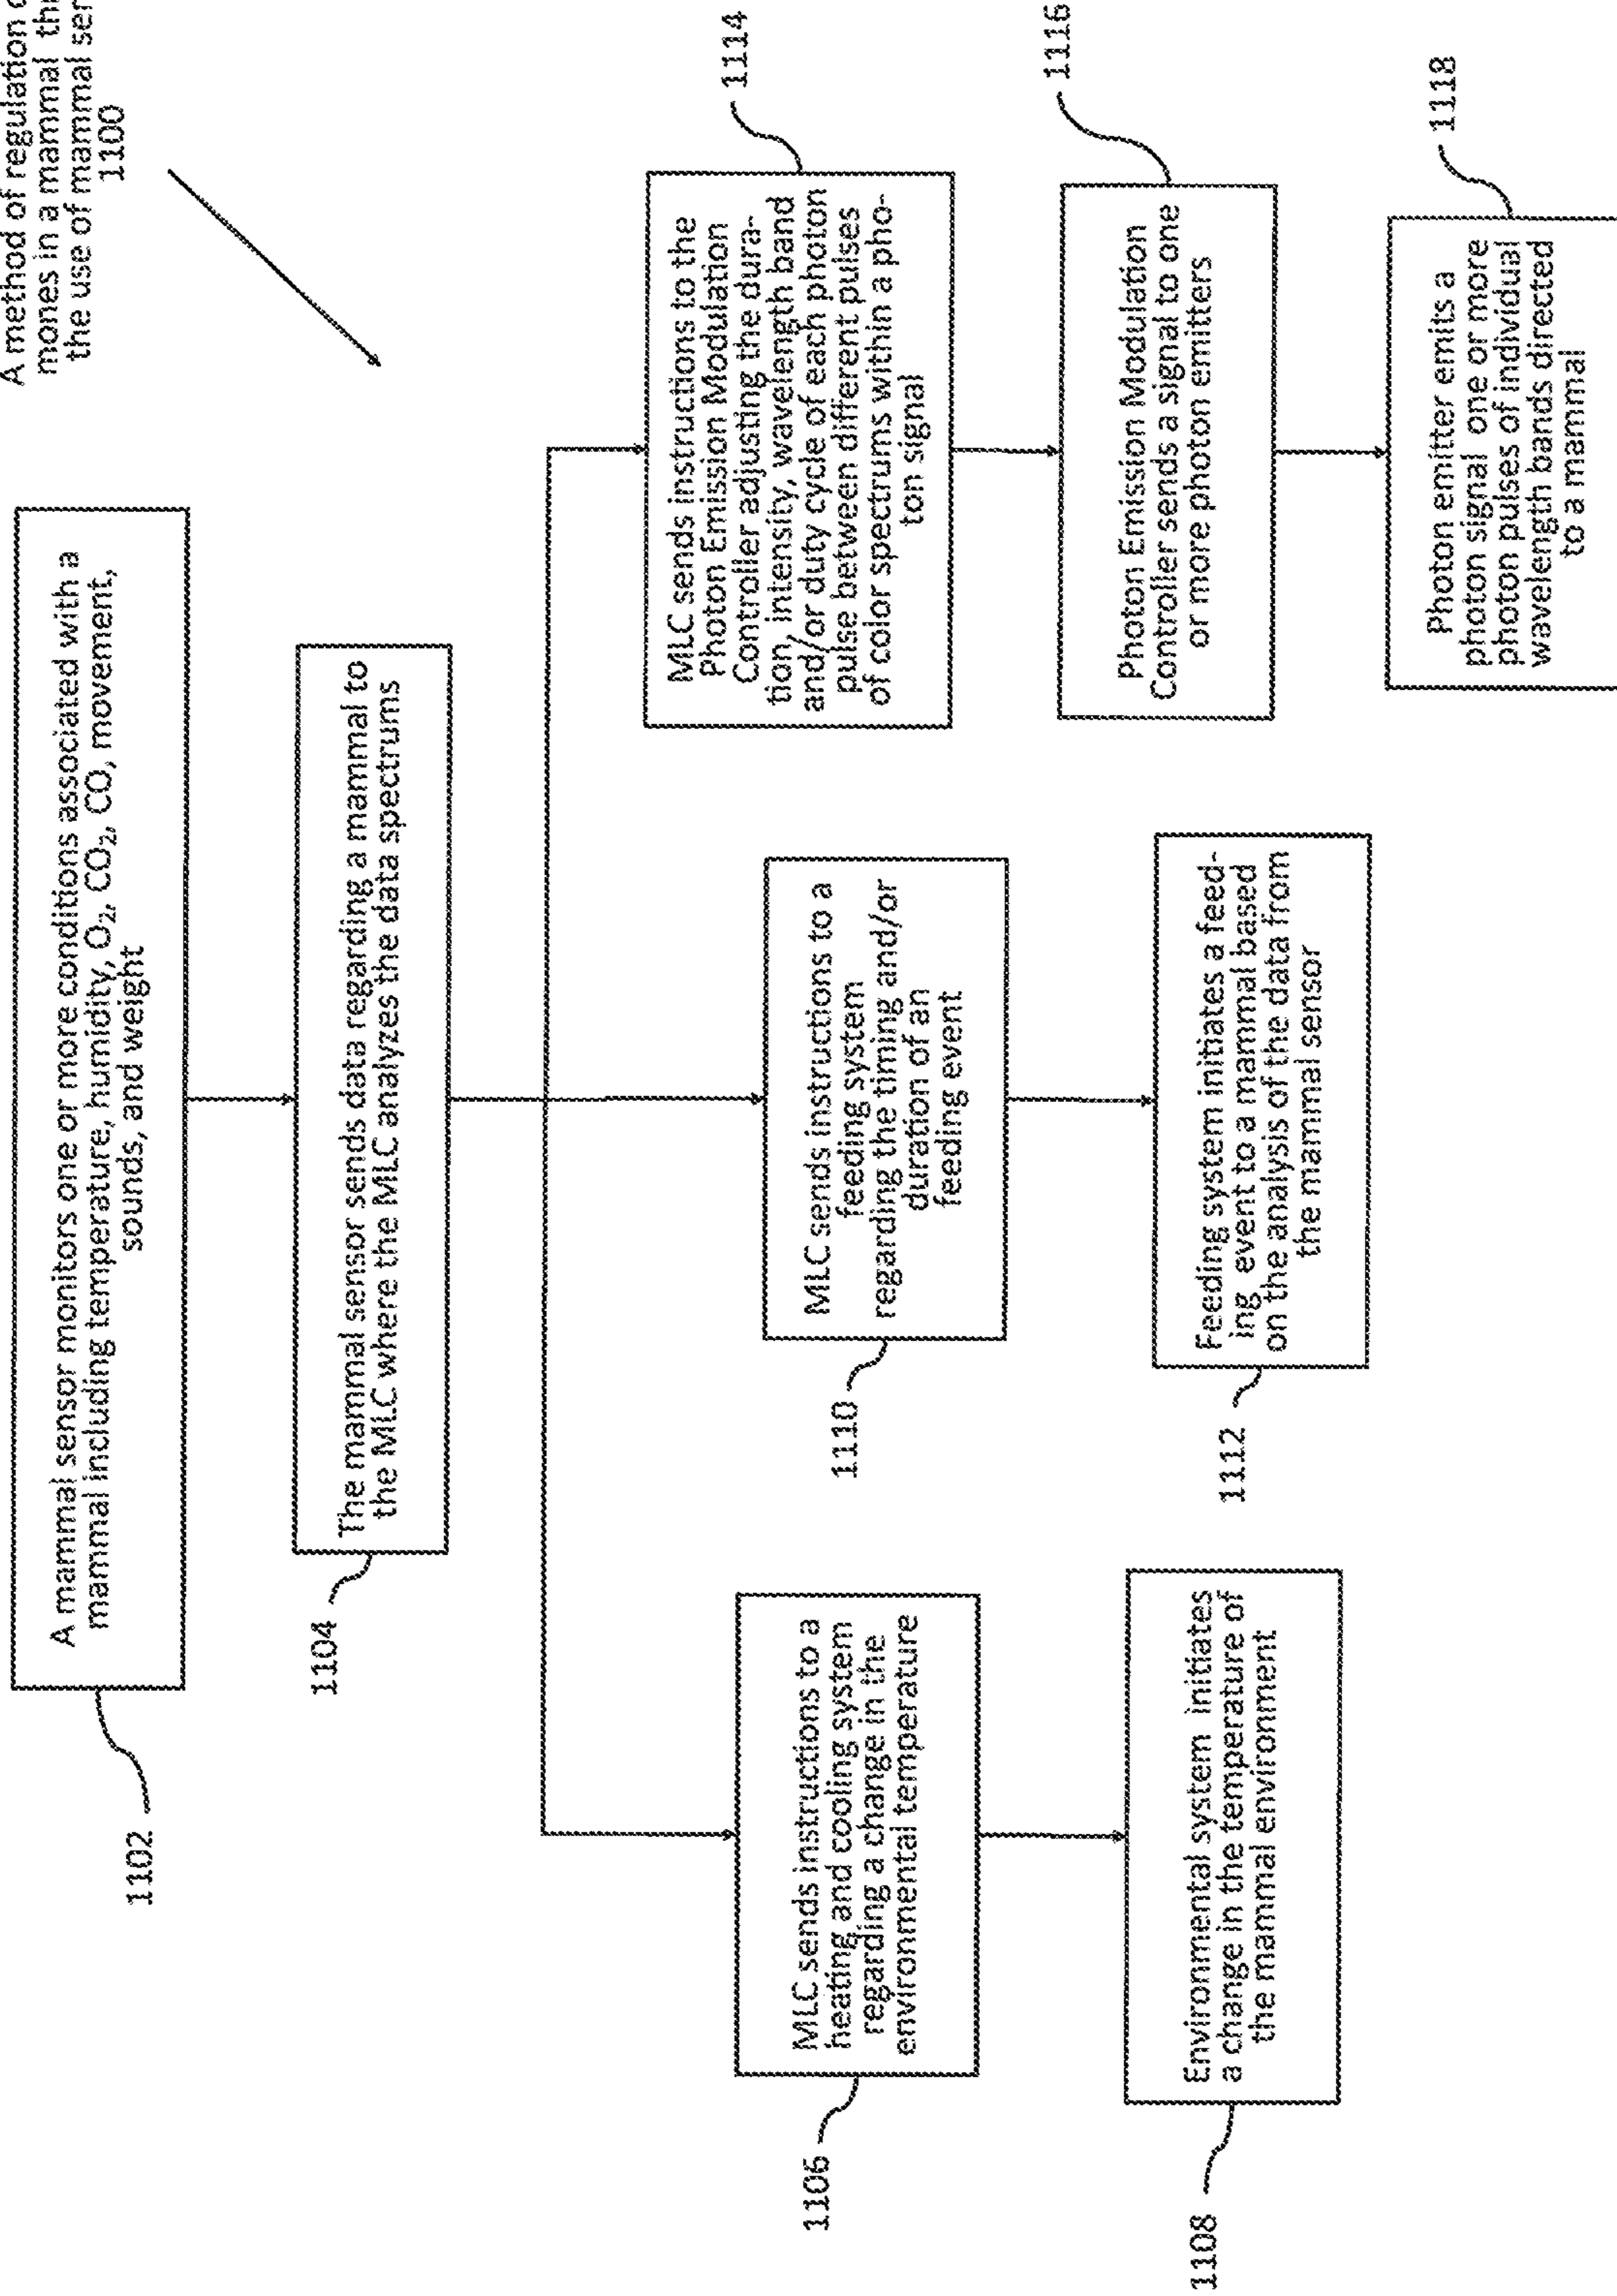 A method of regulation
mones in a mammal
the use of mammal
1100
1102
A mammal sensor monitors one or more conditions associated with a
mammal including temperature, humidity, O₂, CO₂, CO, movement,
sounds, and weight
1104
The mammal sensor sends data regarding a mammal to
the MLC where the MLC analyzes the data spectrums
1106
MLC sends instructions to a
heating and cooling system
regarding a change in the
environmental temperature
1108
Environmental system initiates
a change in the temperature of
the mammal environment
1110
MLC sends instructions to a
feeding system
regarding the timing and/or
duration of an
feeding event
1112
Feeding system initiates a feed-
ing event to a mammal based
on the analysis of the data from
the mammal sensor
1114
MLC sends instructions to the
Photon Emission Modulation
Controller adjusting the dura-
tion, intensity, wavelength band
and/or duty cycle of each photon
pulse between different pulses
of color spectrums within a pho-
ton signal
1116
Photon Emission Modulation
Controller sends a signal to one
or more photon emitters
1118
Photon emitter emits a
photon signal one or more
photon pulses of individual
wavelength bands directed
to a mammal